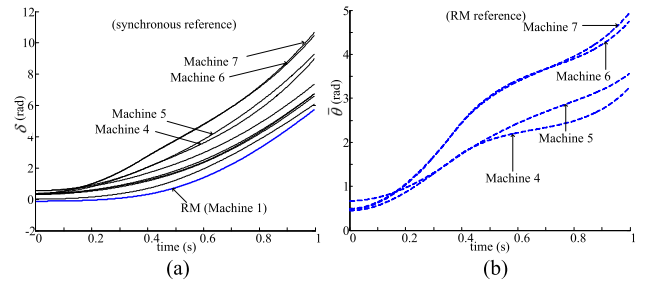 12
10
8
6
4
2
0
-2
δ (rad)
(synchronous reference)
Machine 7
Machine 6
Machine 5
Machine 4
RM (Machine 1)
0 0.2 0.4 0.6 0.8 1
time (s)
(a)
5
4
3
2
1
0
θ̄ (rad)
(RM reference)
Machine 7
Machine 6
Machine 5
Machine 4
0 0.2 0.4 0.6 0.8 1
time (s)
(b)